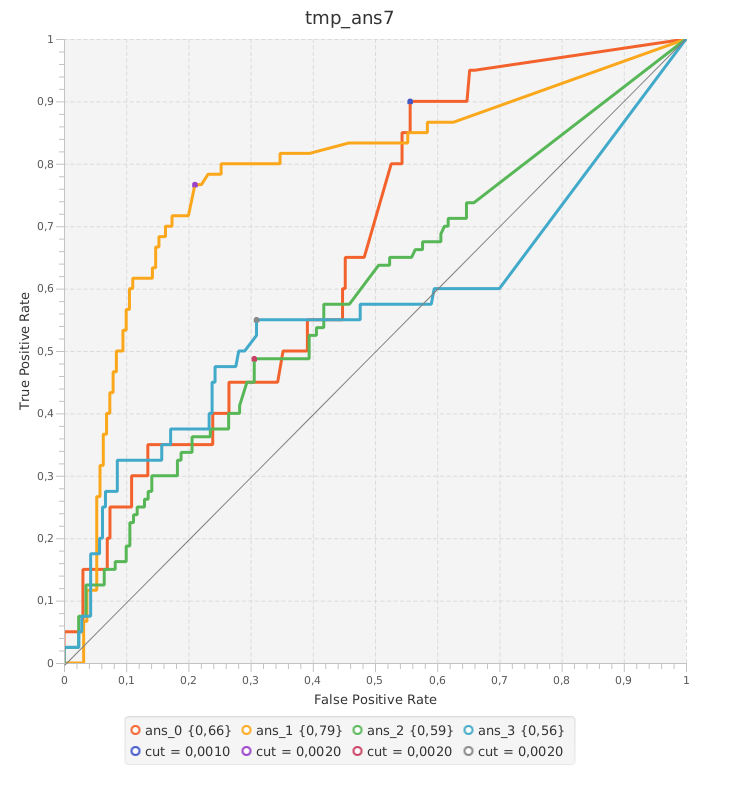 tmp_ans7
1
0,9
0,8
0,7
0,6
0,5
0,4
0,3
0,2
0,1
0
True Positive Rate
0 0,1 0,2 0,3 0,4 0,5 0,6 0,7 0,8 0,9 1
False Positive Rate
ans_0 {0,66} ans_1 {0,79} ans_2 {0,59} ans_3 {0,56}
cut = 0,0010 cut = 0,0020 cut = 0,0020 cut = 0,0020